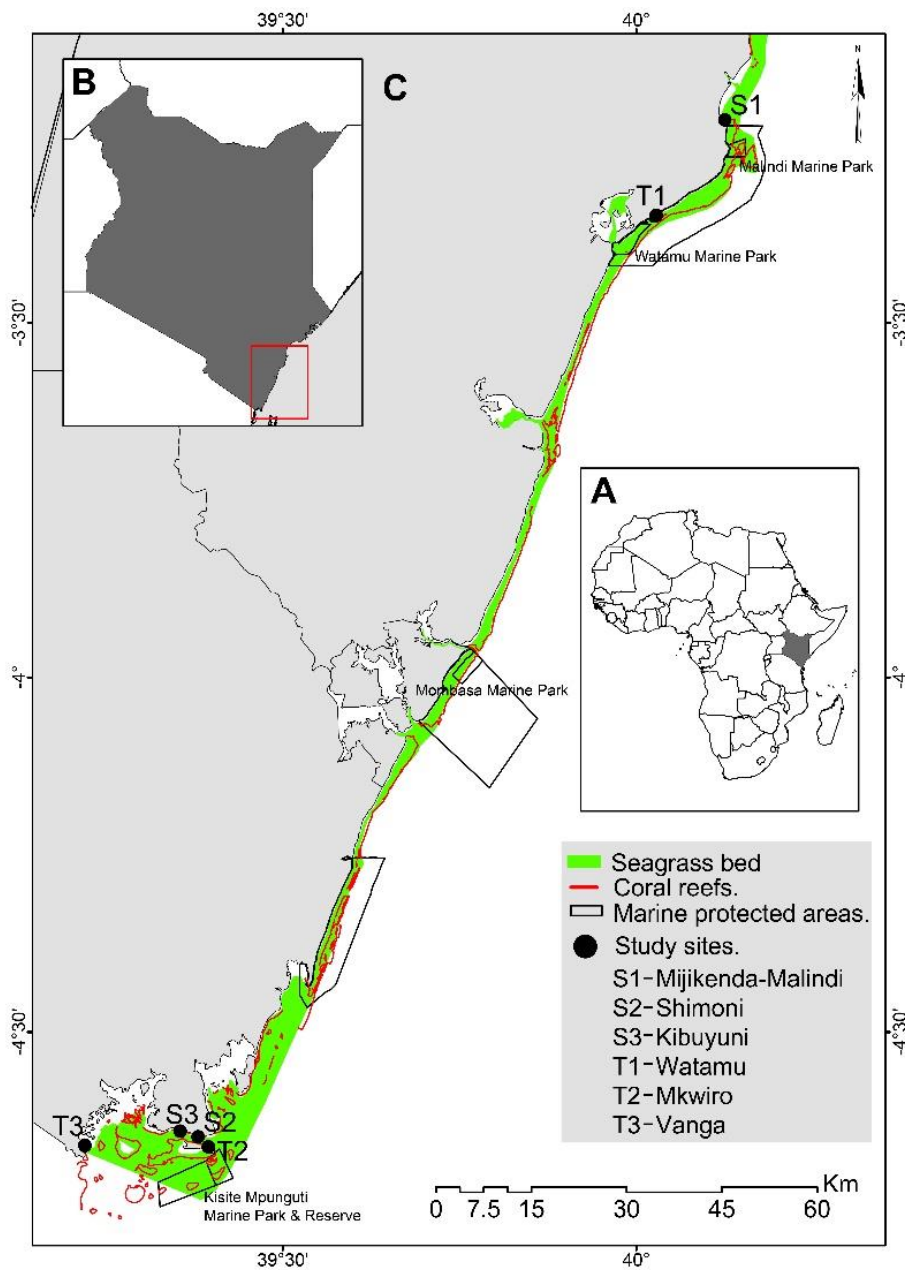 39°30'
40°
B
C
N
S1
Malindi Marine Park
T1
Watamu Marine Park
-3°30'
-3°30'
A
-4°
-4°
Mombasa Marine Park
Seagrass bed
Coral reefs.
Marine protected areas.
Study sites.
S1-Mijikenda-Malindi
S2-Shimoni
S3-Kibuyuni
T1-Watamu
T2-Mkwiro
T3-Vanga
-4°30'
-4°30'
T3
S3
S2
T2
Kisite Mpunguti
Marine Park & Reserve
Km
0 7.5 15 30 45 60
39°30'
40°